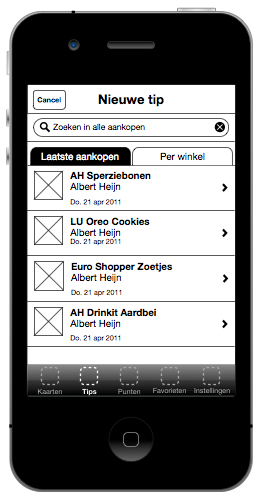 Cancel Nieuwe tip
Zoeken in alle aankopen
Laatste aankopen Per winkel
AH Sperziebonen
Albert Heijn
Do. 21 apr 2011
LU Oreo Cookies
Albert Heijn
Do. 21 apr 2011
Euro Shopper Zoetjes
Albert Heijn
Do. 21 apr 2011
AH Drinkit Aardbei
Albert Heijn
Do. 21 apr 2011
Kaarten Tips Punten Favorieten Instellingen